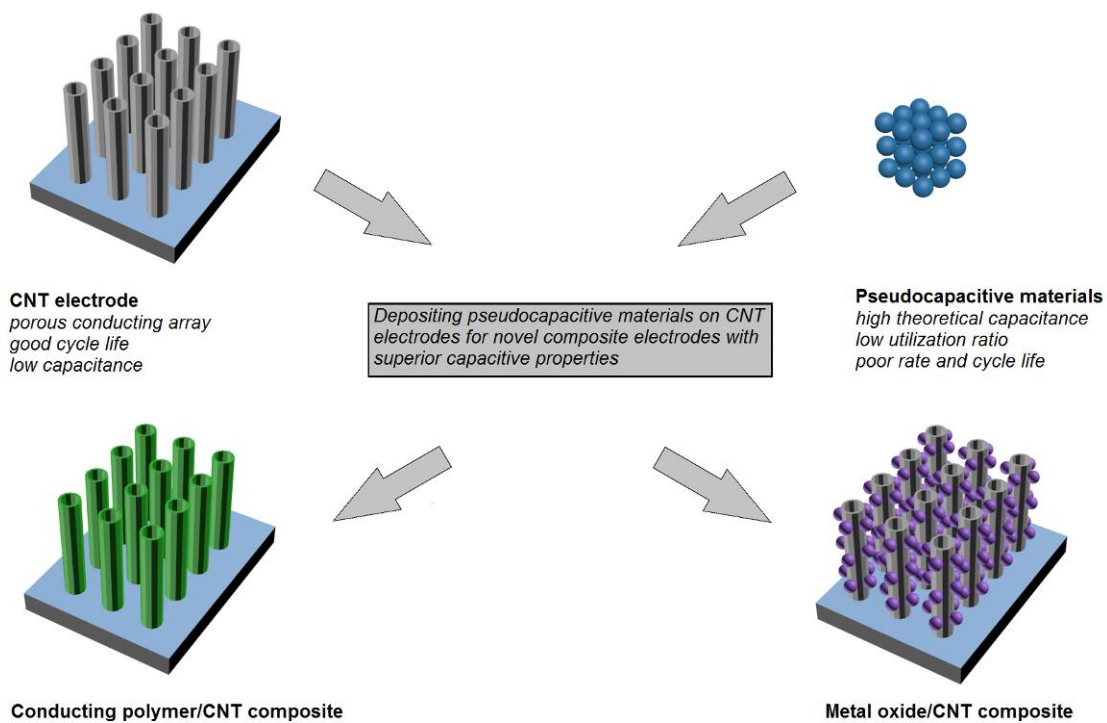 CNT electrode
porous conducting array
good cycle life
low capacitance
Depositing pseudocapacitive materials on CNT
electrodes for novel composite electrodes with
superior capacitive properties
Pseudocapacitive materials
high theoretical capacitance
low utilization ratio
poor rate and cycle life
Conducting polymer/CNT composite
Metal oxide/CNT composite